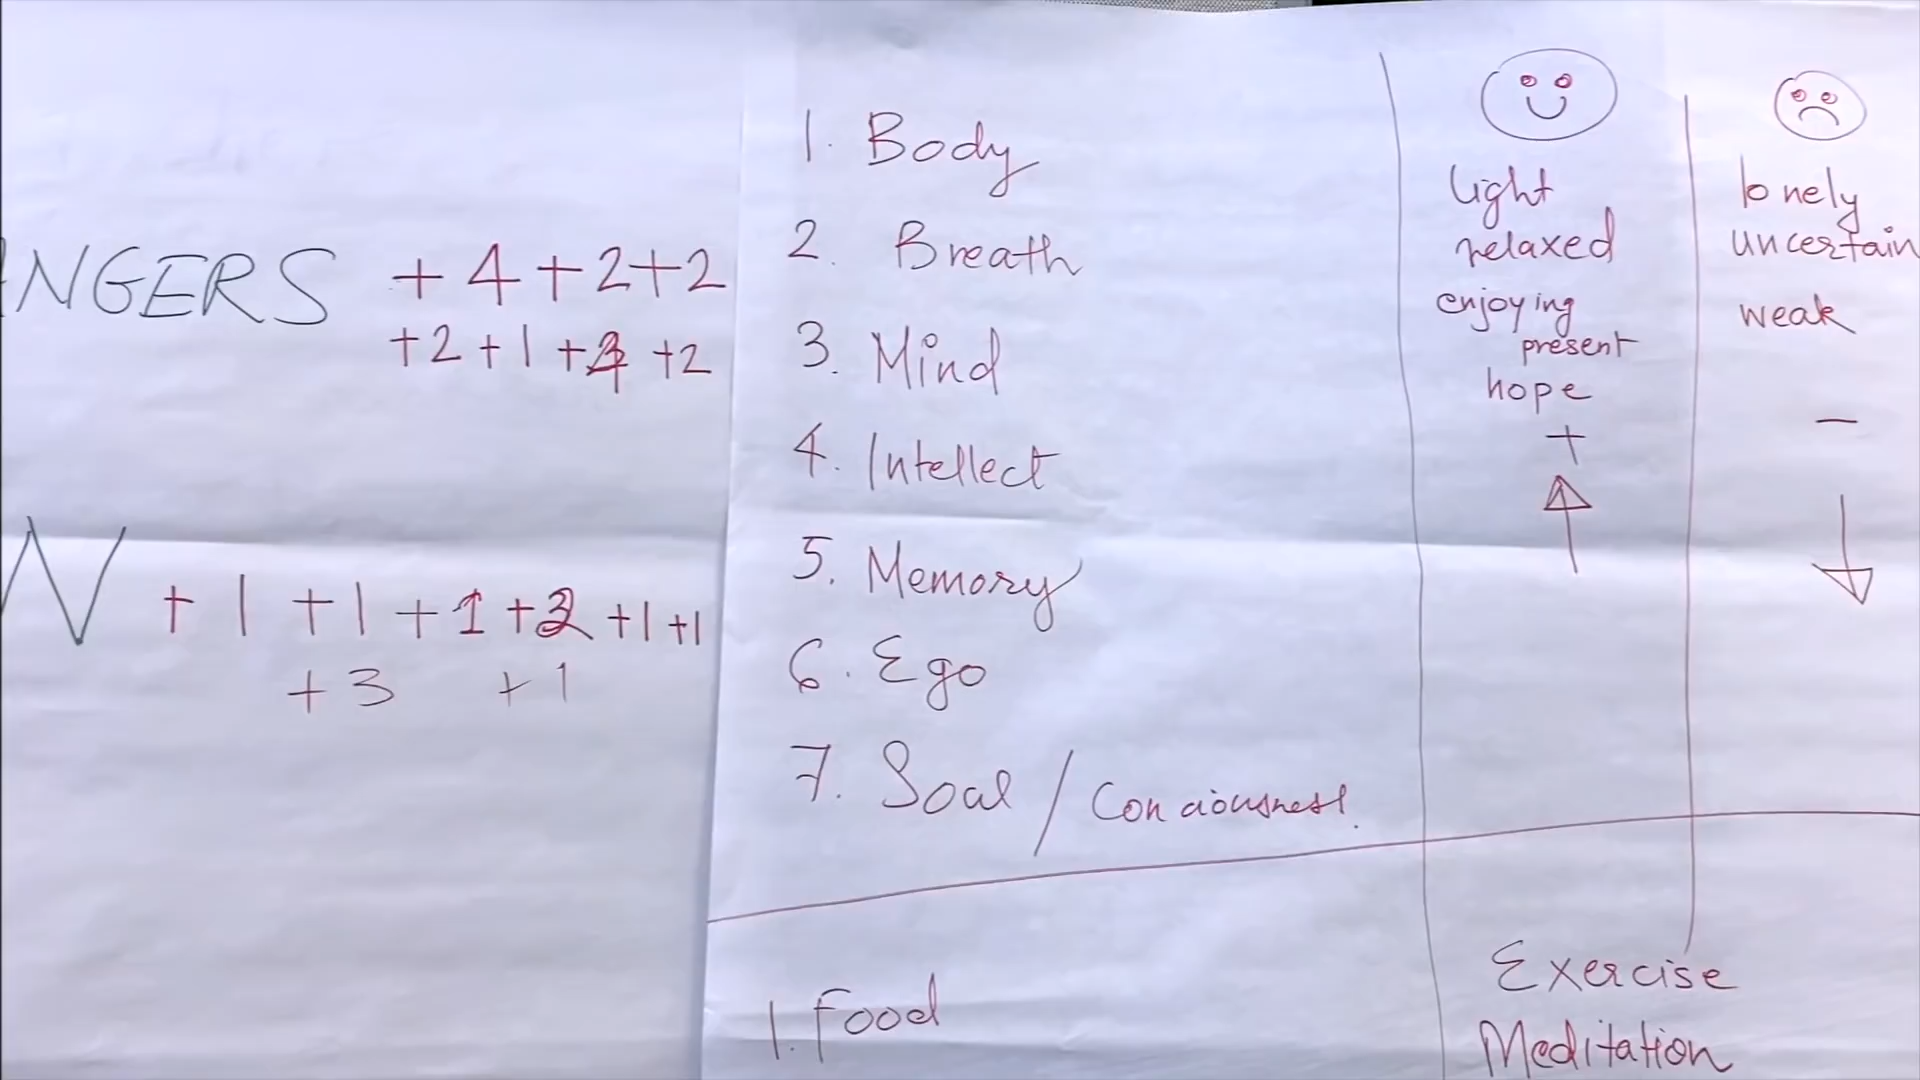 NGERS +4+2+2
+2+1+4+2
N +1+1+1+2+1+1
+3 +1
1. Body
2. Breath
3. Mind
4. Intellect
5. Memory
6. Ego
7. Soal / Conciousness.
1. Food
light
relaxed
enjoying
present
hope
+
lonely
uncertain
weak
-
Exercise
Meditation